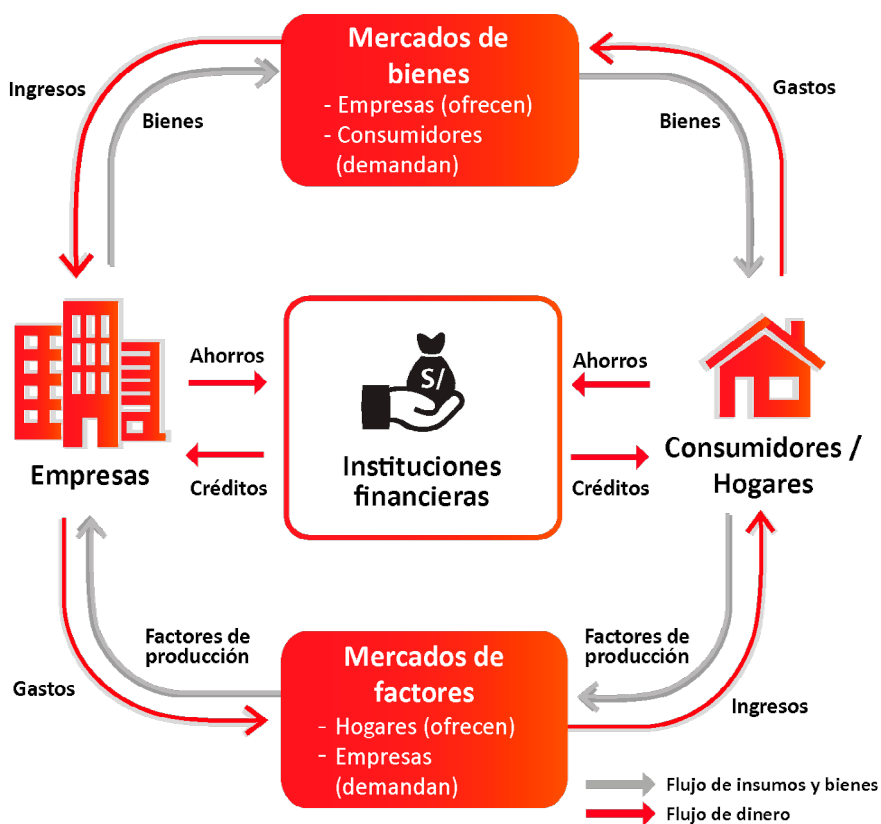 Mercados de
bienes
- Empresas (ofrecen)
- Consumidores
(demandan)
Ingresos
Bienes
Gastos
Bienes
Ahorros
Créditos
Empresas
S/
Instituciones
financieras
Ahorros
Créditos
Consumidores /
Hogares
Factores de
producción
Gastos
Mercados de
factores
- Hogares (ofrecen)
- Empresas
(demandan)
Factores de
producción
Ingresos
Flujo de insumos y bienes
Flujo de dinero